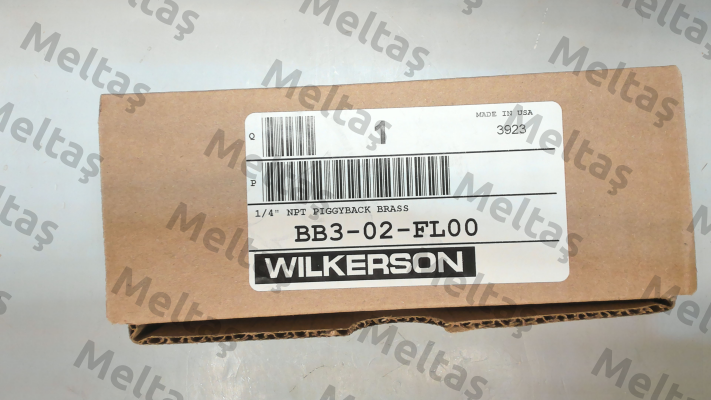 Q
1
MADE IN USA
3923
P
1/4" NPT PIGGYBACK BRASS
BB3-02-FL00
WILKERSON
Meltaş